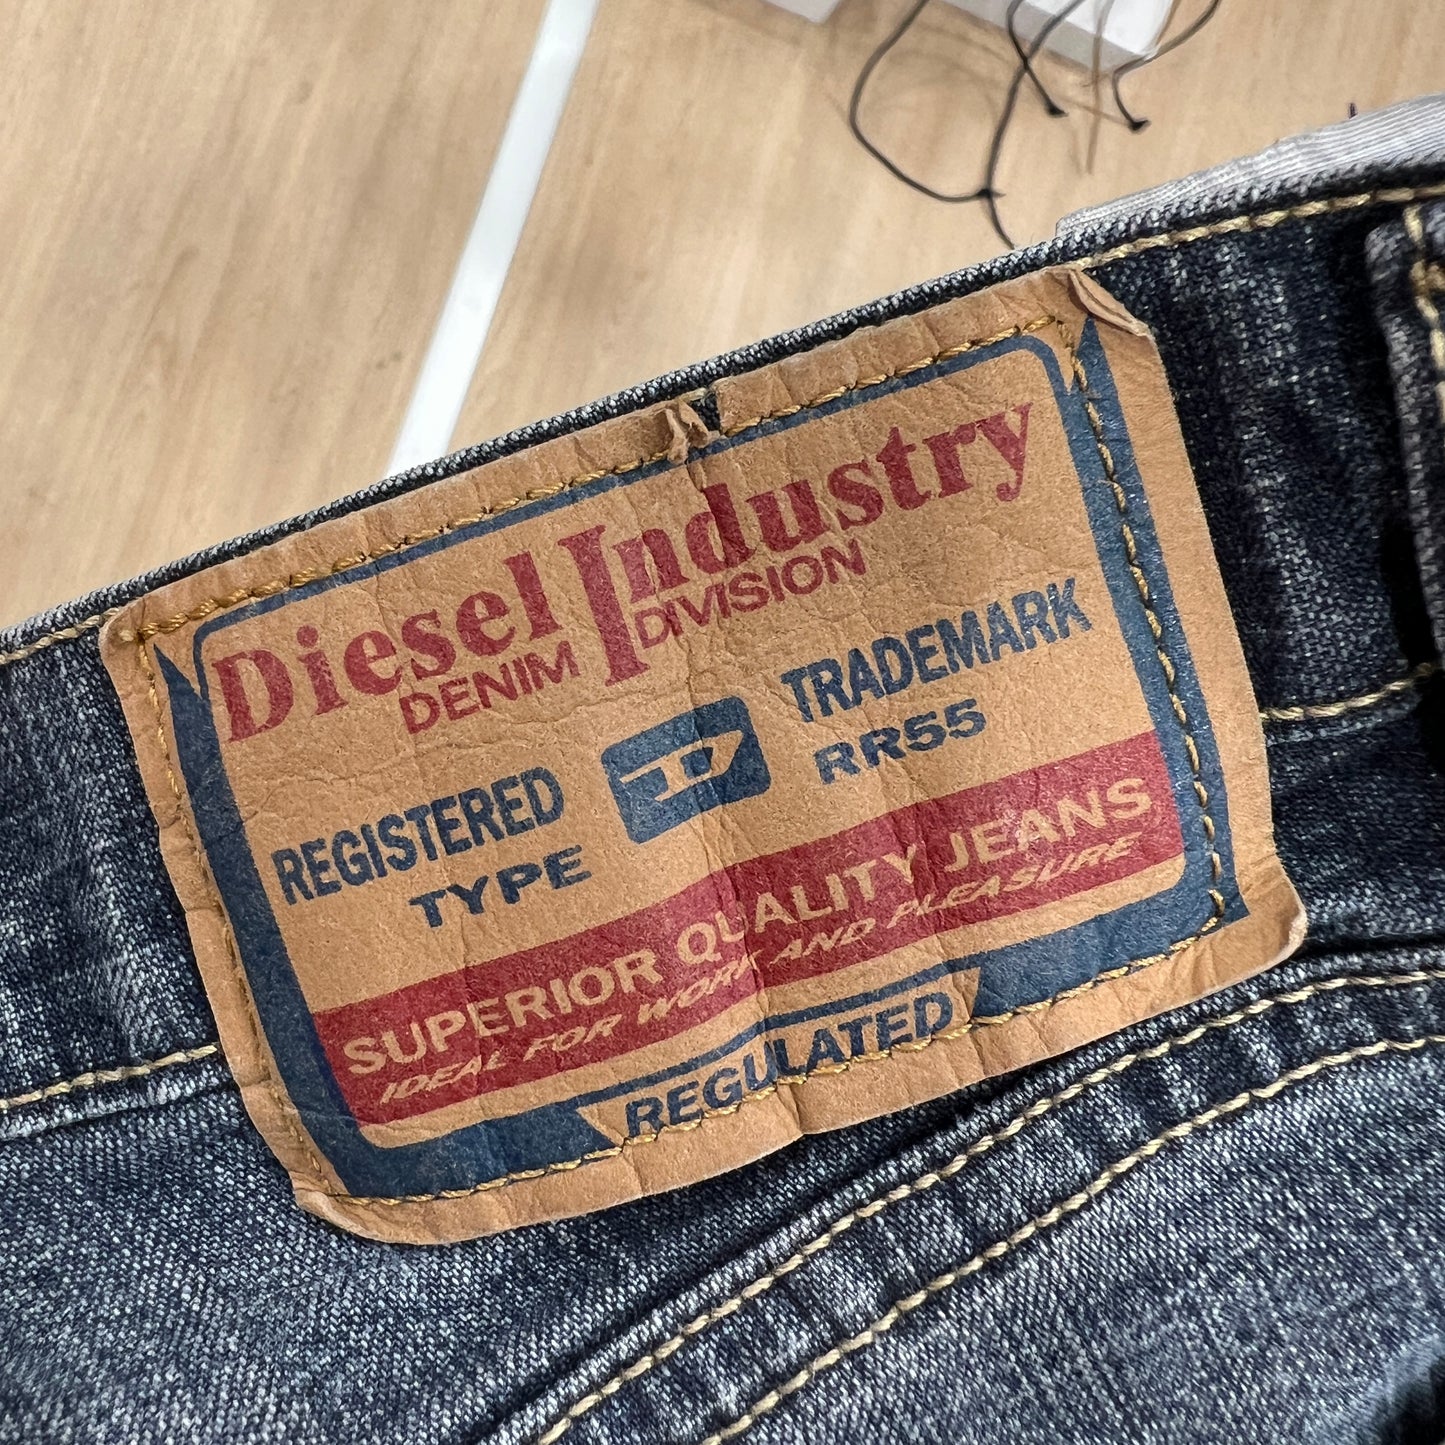 Diesel Industry
DENIM DIVISION
REGISTERED TRADEMARK
TYPE RR55
D
SUPERIOR QUALITY JEANS
IDEAL FOR WORK AND PLEASURE
REGULATED